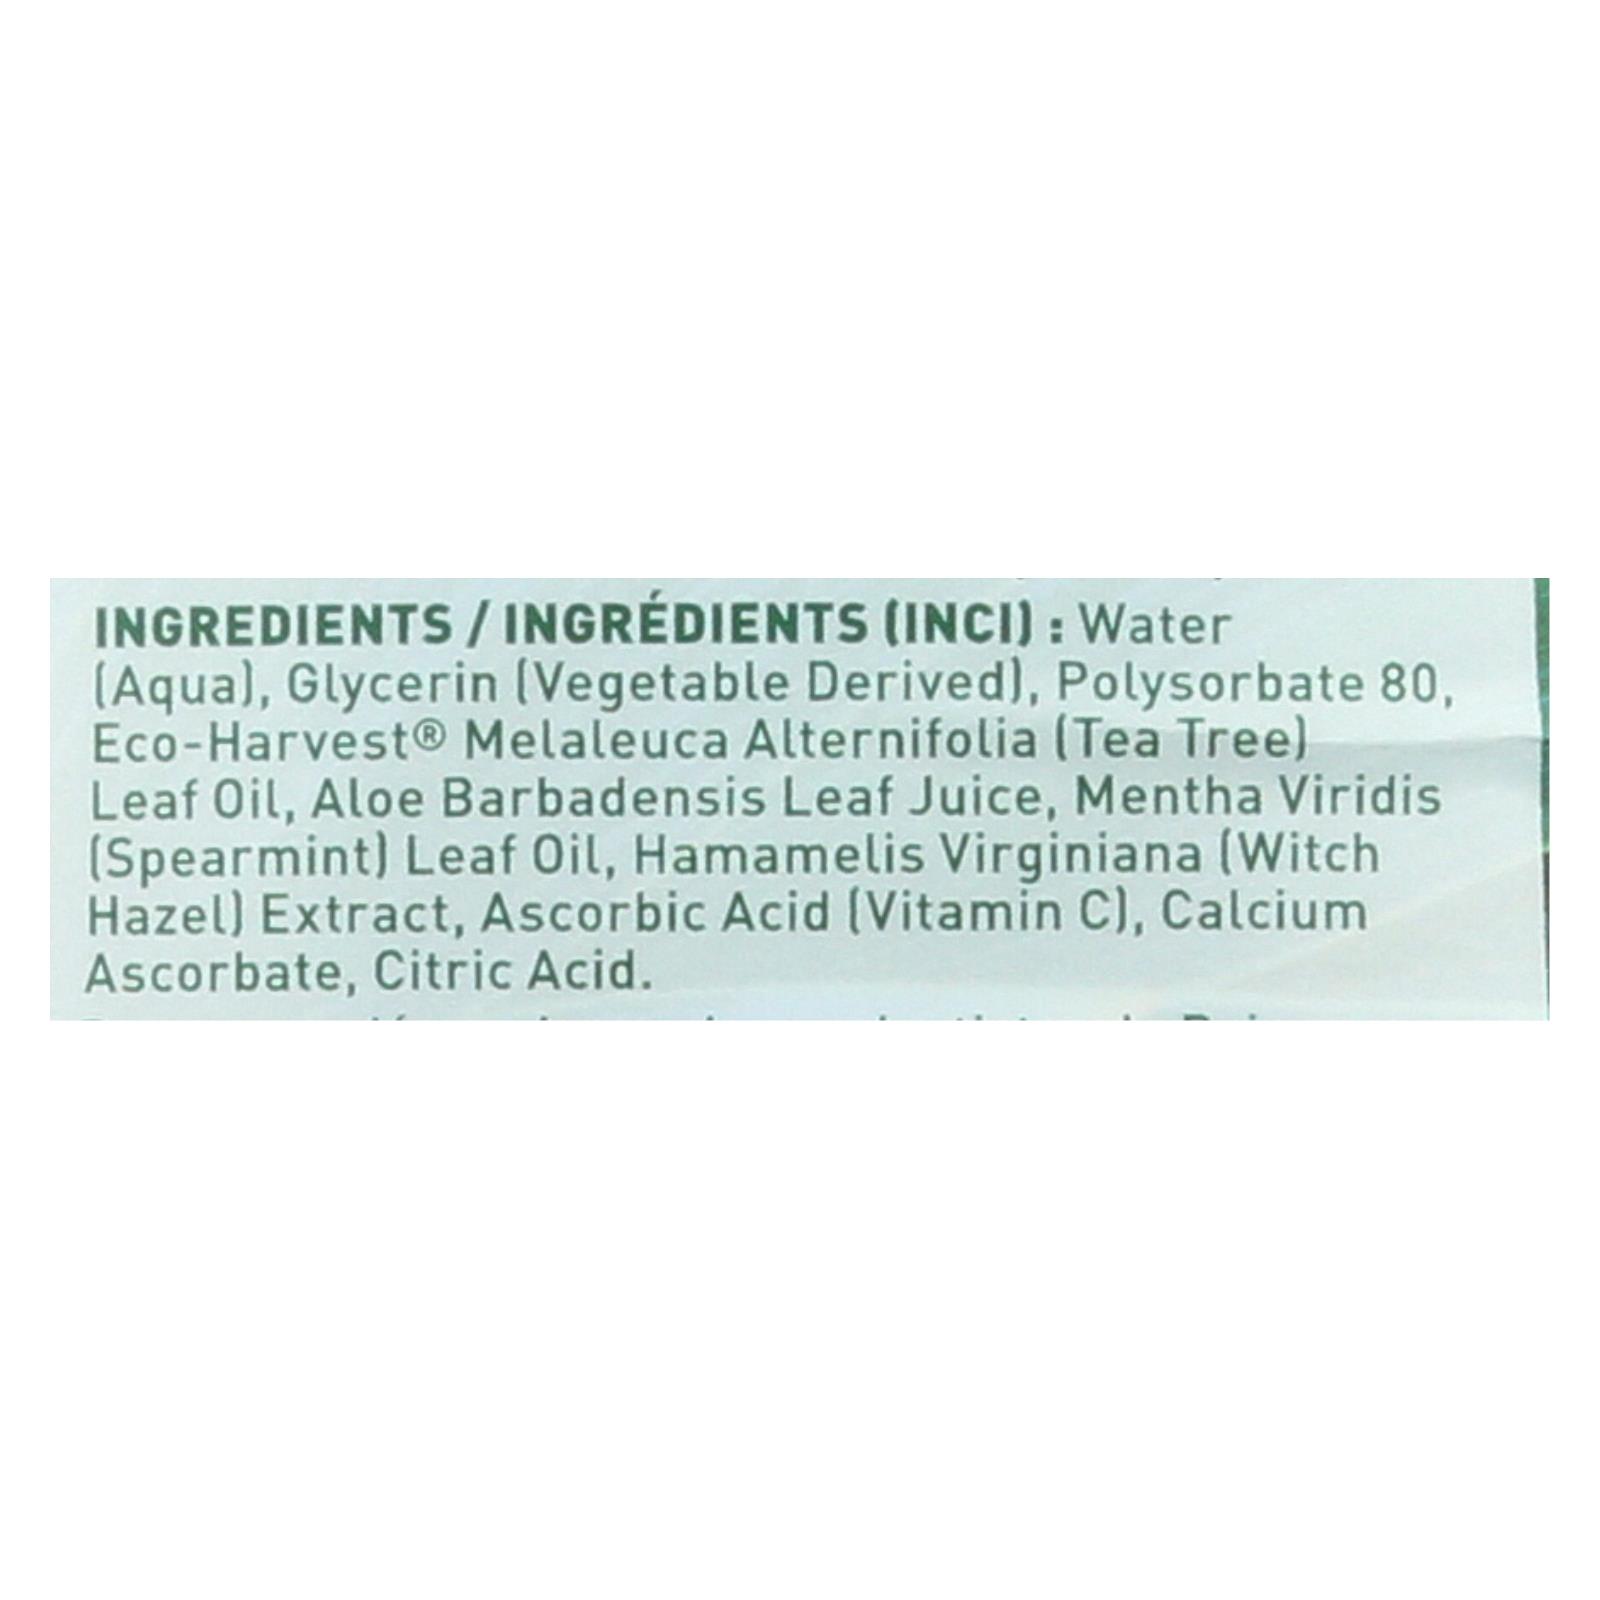 INGREDIENTS / INGRÉDIENTS (INCI) : Water
(Aqua), Glycerin (Vegetable Derived), Polysorbate 80,
Eco-Harvest® Melaleuca Alternifolia (Tea Tree)
Leaf Oil, Aloe Barbadensis Leaf Juice, Mentha Viridis
(Spearmint) Leaf Oil, Hamamelis Virginiana (Witch
Hazel) Extract, Ascorbic Acid (Vitamin C), Calcium
Ascorbate, Citric Acid.